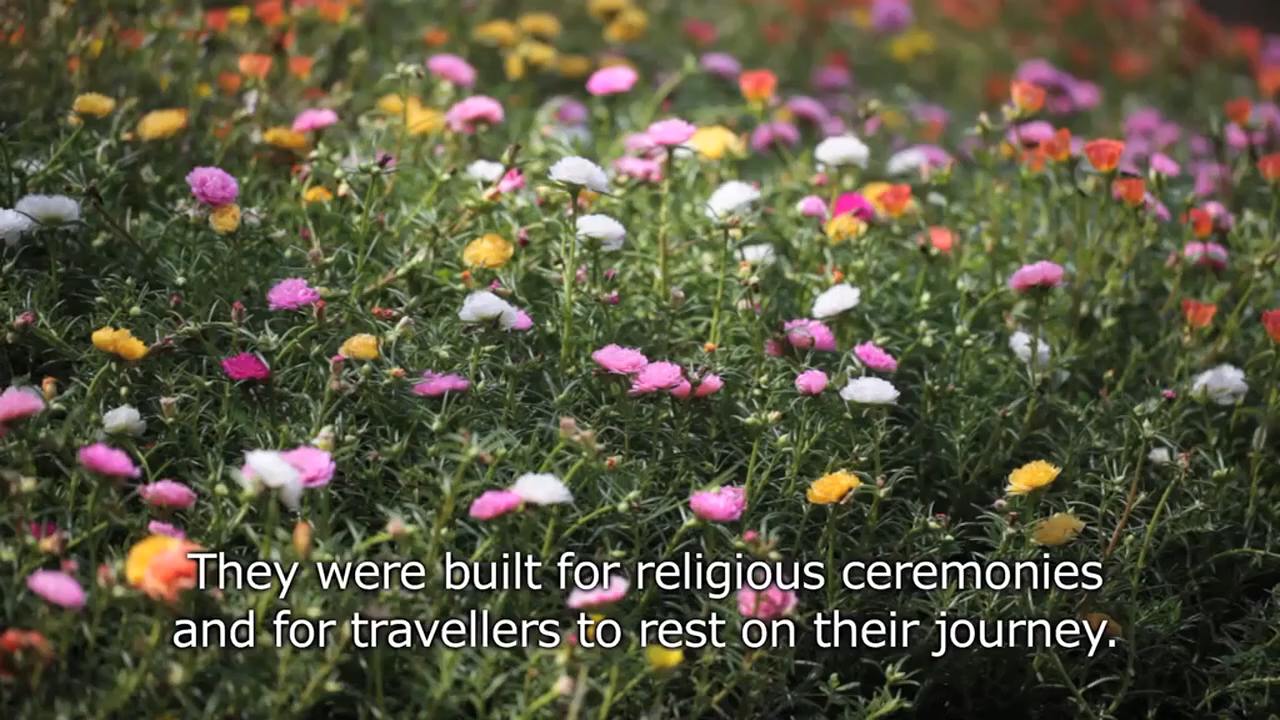 They were built for religious ceremonies
and for travellers to rest on their journey.